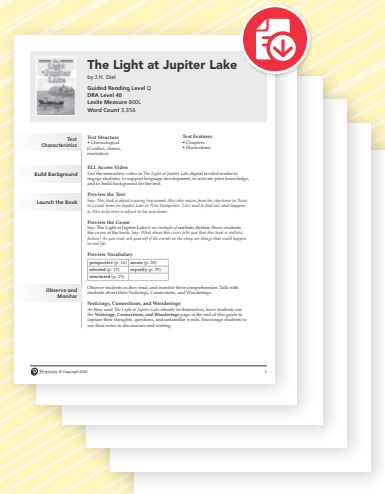 The Light
at Jupiter
Lake
The Light at Jupiter Lake
by J.H. Diel
Guided Reading Level Q
DRA Level 40
Lexile Measure 800L
Word Count 3,356
Text
Characteristics
Text Structure
• Chronological
(Conflict, climax,
resolution)
Text Features
• Chapters
• Illustrations
Build Background
ELL Access Video
Use the interactive video in The Light at Jupiter Lake digital leveled reader to
engage students, to support language development, to activate prior knowledge,
and to build background for the text.
Launch the Book
Preview the Text
Say: This book is about a young boy named Alex who moves from his city home in Texas
to a rural home on Jupiter Lake in New Hampshire. Let's read to find out what happens
to Alex as he tries to adjust to his new home.
Preview the Genre
Say: The Light at Jupiter Lake is an example of realistic fiction. Show students
the cover of the book. Say: What about this cover tells you that this book is realistic
fiction? As you read, ask yourself if the events in the story are things that could happen
in real life.
Preview Vocabulary
perspective (p. 16) assess (p. 28)
soleted (p. 19) expertly (p. 29)
structured (p. 25)
Observe and
Monitor
Observe students as they read, and monitor their comprehension. Talk with
students about their Noticings, Connections, and Wonderings.
Noticings, Connections, and Wonderings
As they read The Light at Jupiter Lake silently to themselves, have students use
the Noticings, Connections, and Wonderings page at the end of this guide to
capture their thoughts, questions, and unfamiliar words. Encourage students to
use their notes in discussions and writing.
Pearson © Copyright 2020 1